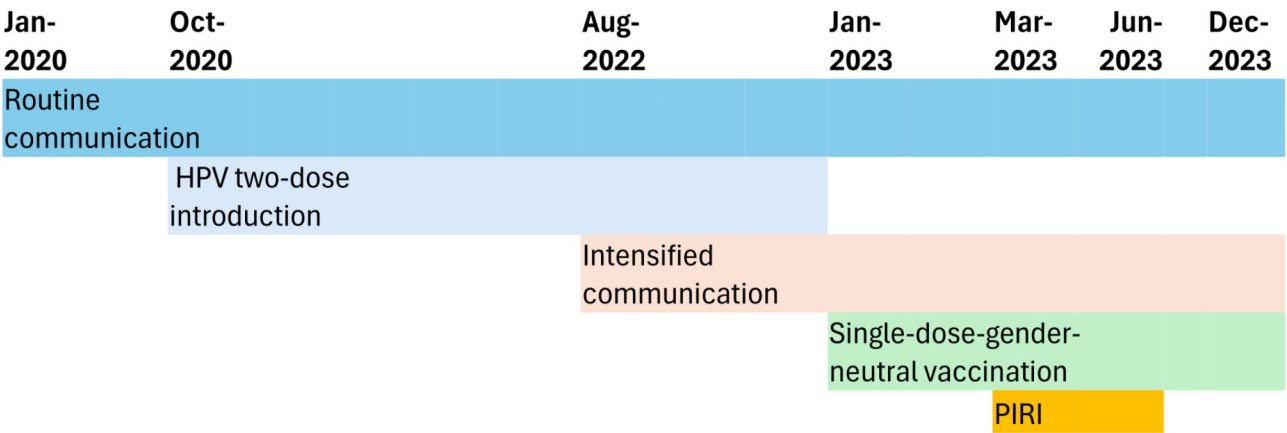 Jan- Oct- Aug- Jan- Mar- Jun- Dec-
2020 2020 2022 2023 2023 2023 2023
Routine
communication
HPV two-dose
introduction
Intensified
communication
Single-dose-gender-
neutral vaccination
PIRI